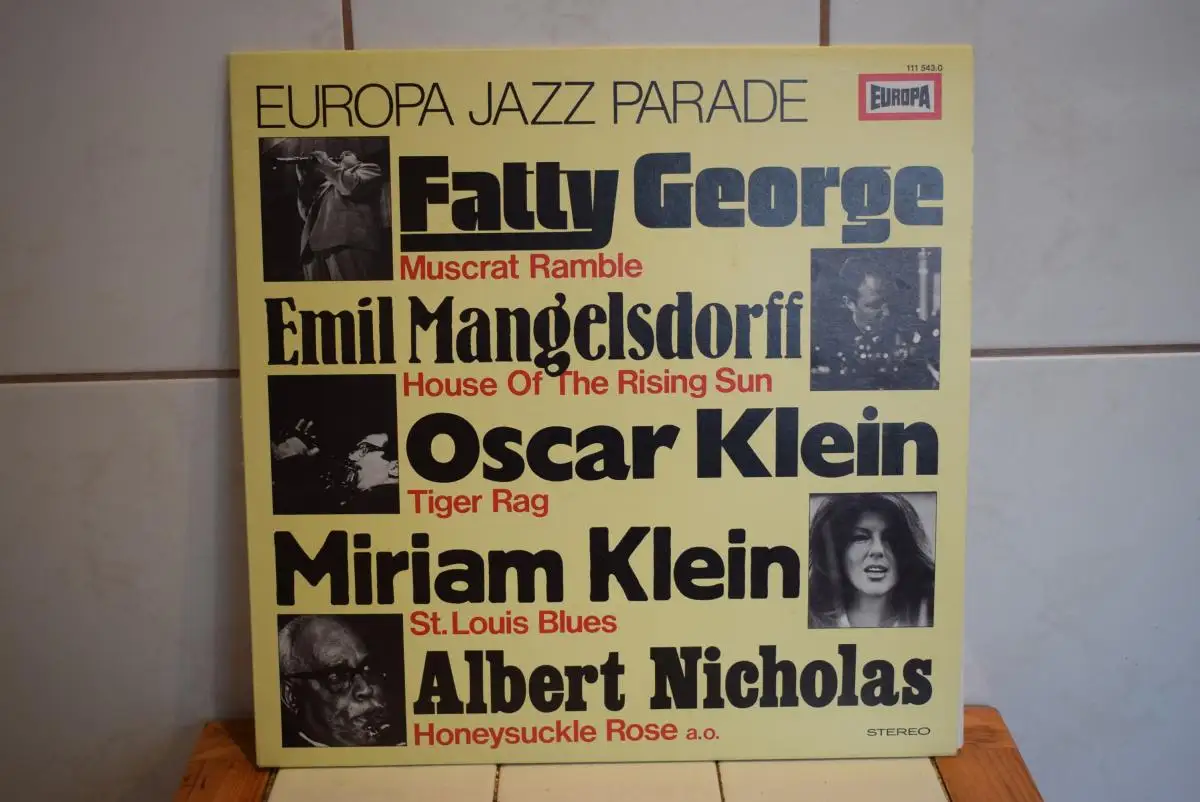 111 543.0
EUROPA JAZZ PARADE
EUROPA
Fatty George
Muscrat Ramble
Emil Mangelsdorff
House Of The Rising Sun
Oscar Klein
Tiger Rag
Miriam Klein
St. Louis Blues
Albert Nicholas
Honeysuckle Rose a.o.
STEREO